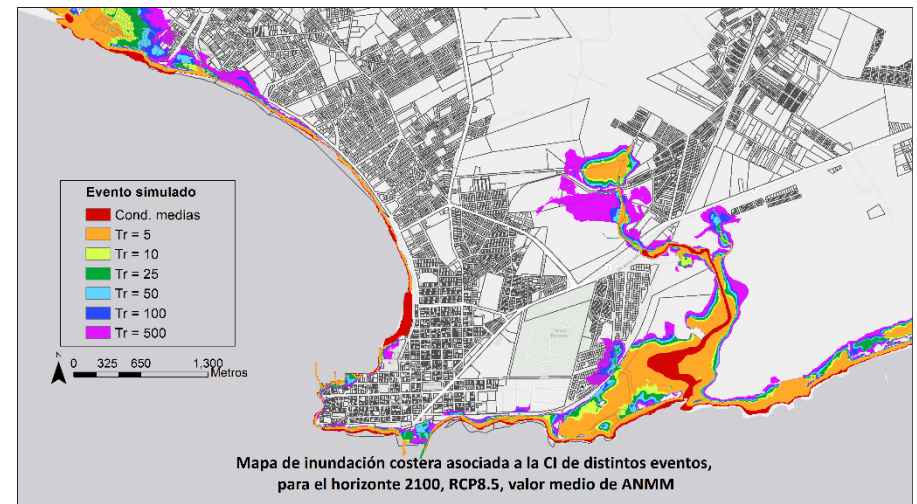 Evento simulado
Cond. medias
Tr = 5
Tr = 10
Tr = 25
Tr = 50
Tr = 100
Tr = 500
N
0 325 650 1,300
Metros
Mapa de inundación costera asociada a la CI de distintos eventos,
para el horizonte 2100, RCP8.5, valor medio de ANMM